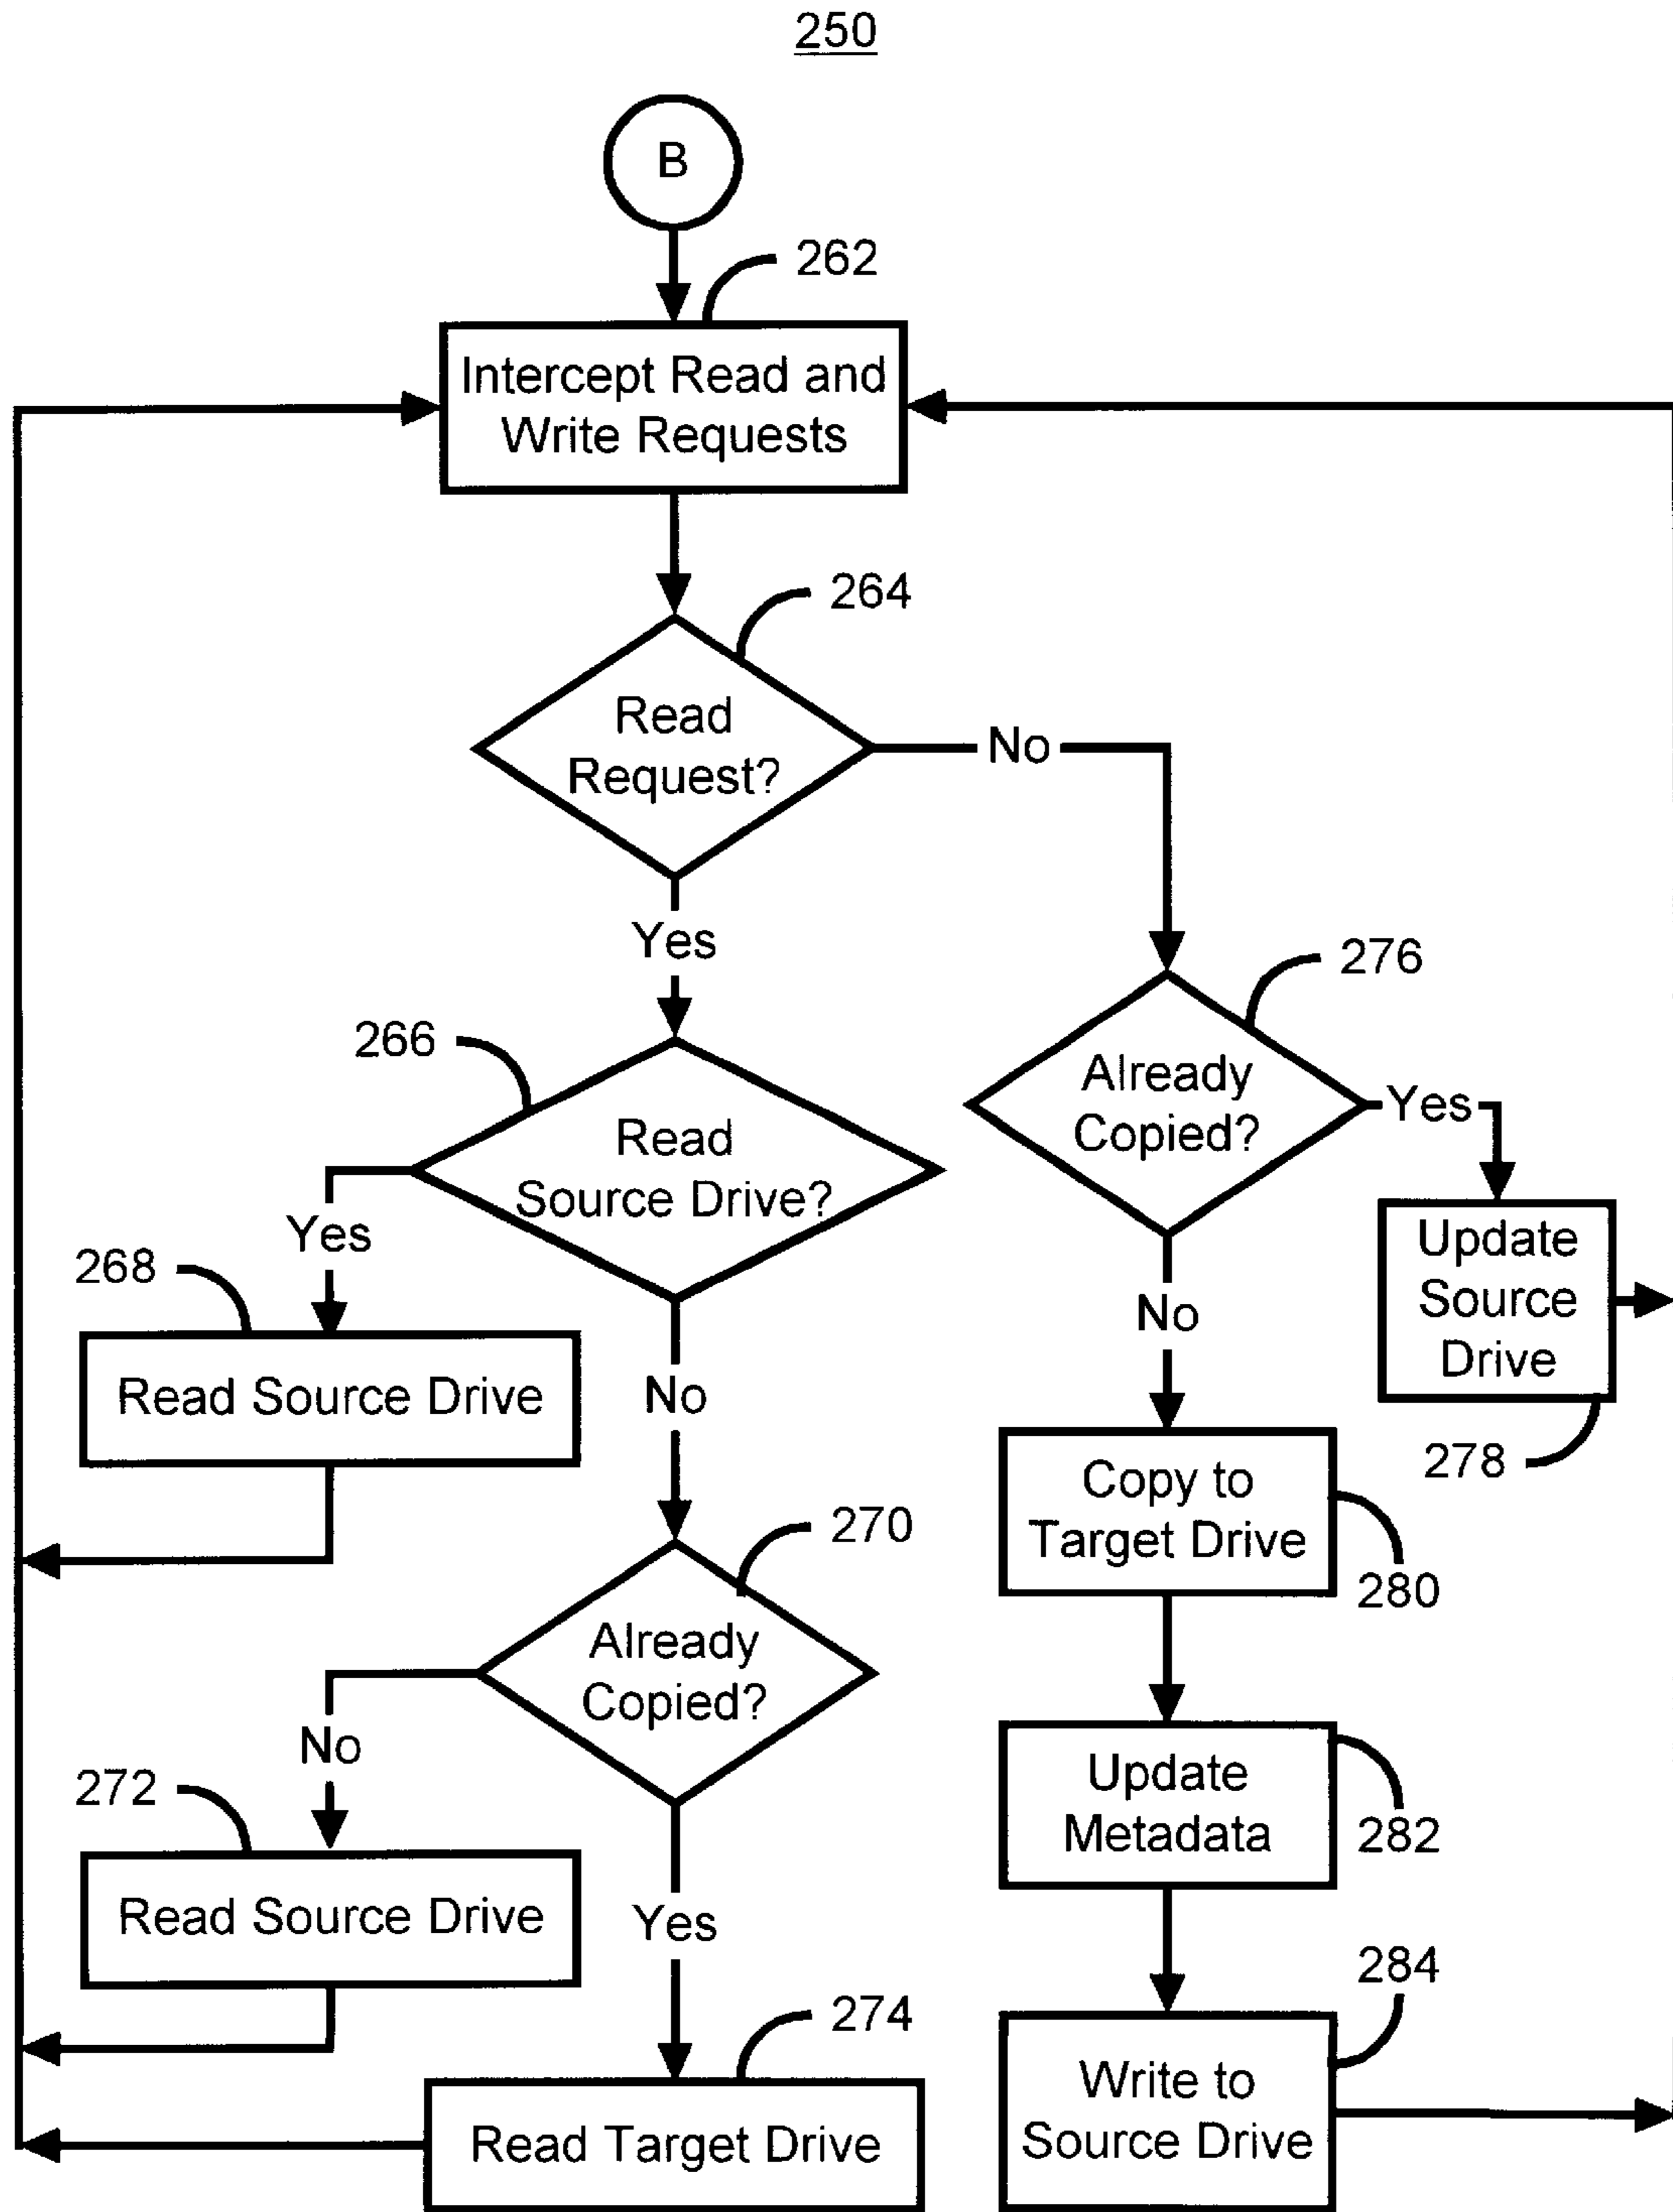 250
B
262
Intercept Read and
Write Requests
264
Read
Request?
No
Yes
276
266
Already
Copied?
Yes
Read
Source Drive?
Yes
268
Update
Source
Drive
No
Read Source Drive
No
278
Copy to
Target Drive
270
280
Already
Copied?
No
272
Update
Metadata
282
Read Source Drive
Yes
284
274
Write to
Source Drive
Read Target Drive